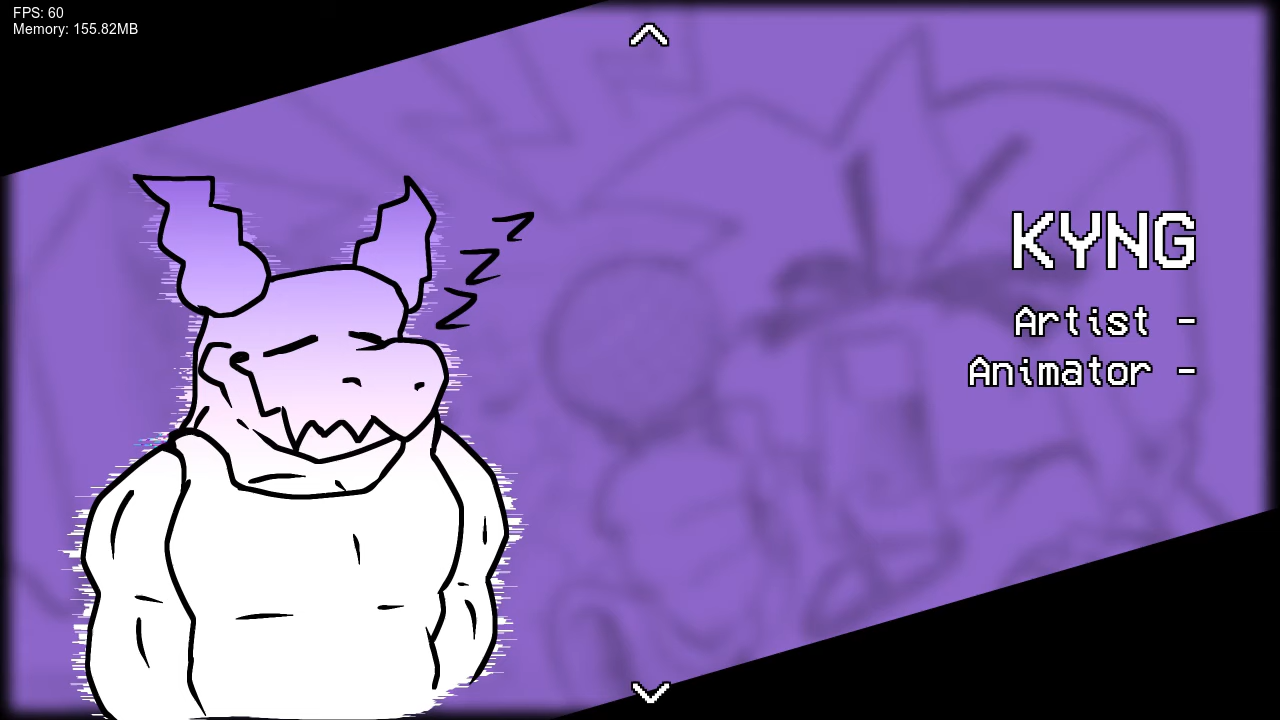 FPS: 60
Memory: 155.82MB
z
z
z
KYNG
Artist -
Animator -